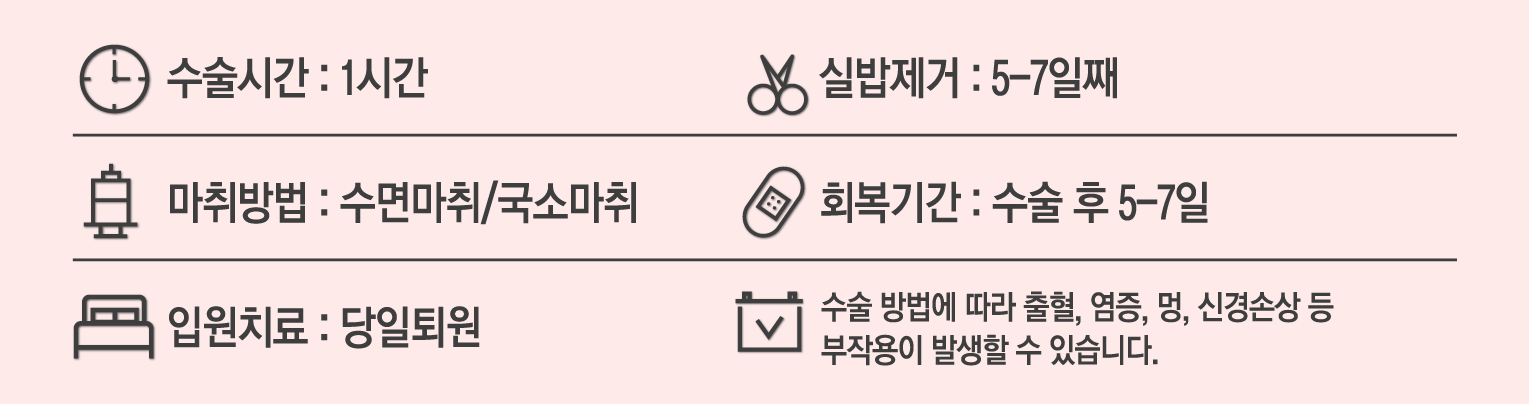 수술시간 : 1시간
실밥제거 : 5-7일째
마취방법 : 수면마취/국소마취
회복기간 : 수술 후 5-7일
입원치료 : 당일퇴원
수술 방법에 따라 출혈, 염증, 멍, 신경손상 등
부작용이 발생할 수 있습니다.